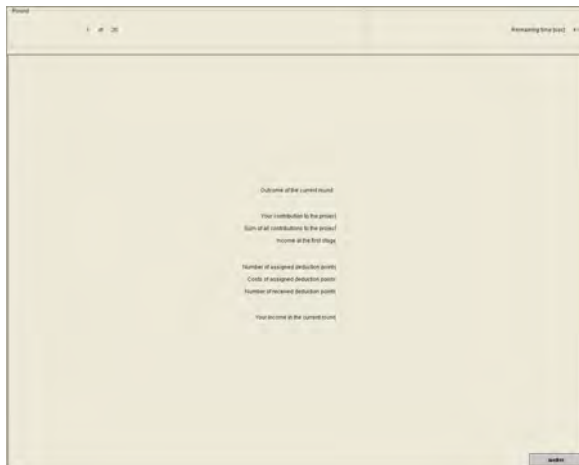 Round
1 of 20 Remaining time [sec]
Outcome of the current round
Your contribution to the project
Sum of all contributions to the project
Income at the first stage
Number of assigned deduction points
Costs of assigned deduction points
Number of received deduction points
Your income in the current round
weiter